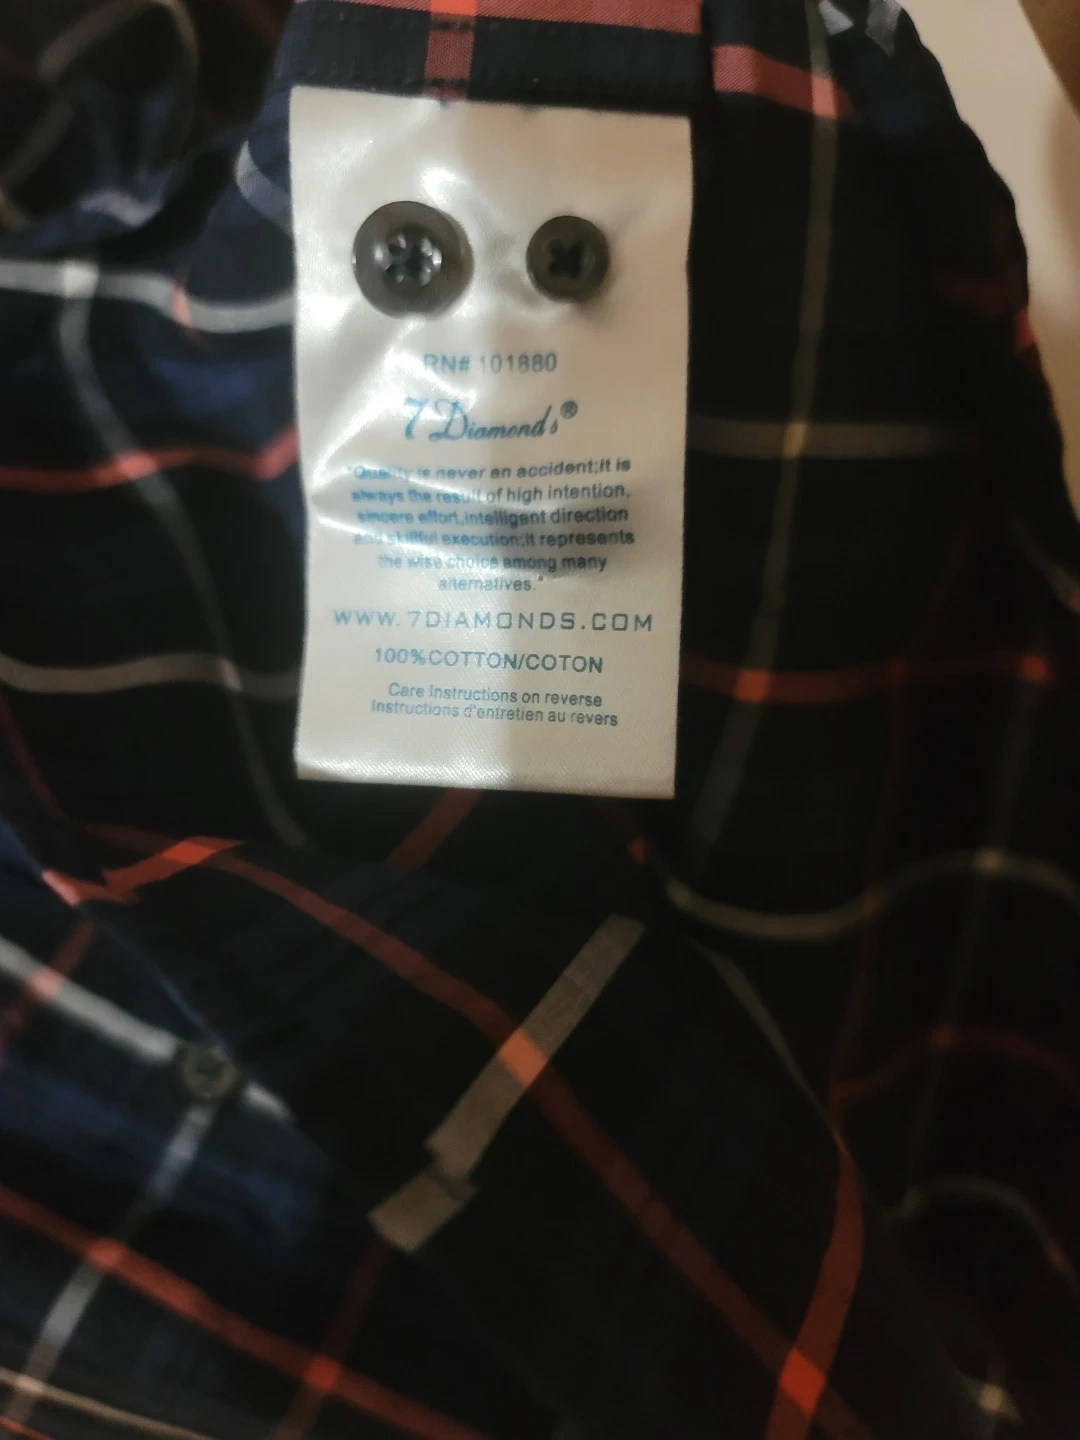 RN# 101880
7 Diamonds®
"Quality is never an accident;it is
always the result of high intention,
sincere effort,intelligent direction
and skillful execution;it represents
the wise choice among many
alternatives."
WWW.7DIAMONDS.COM
100%COTTON/COTON
Care Instructions on reverse
Instructions d'entretien au revers